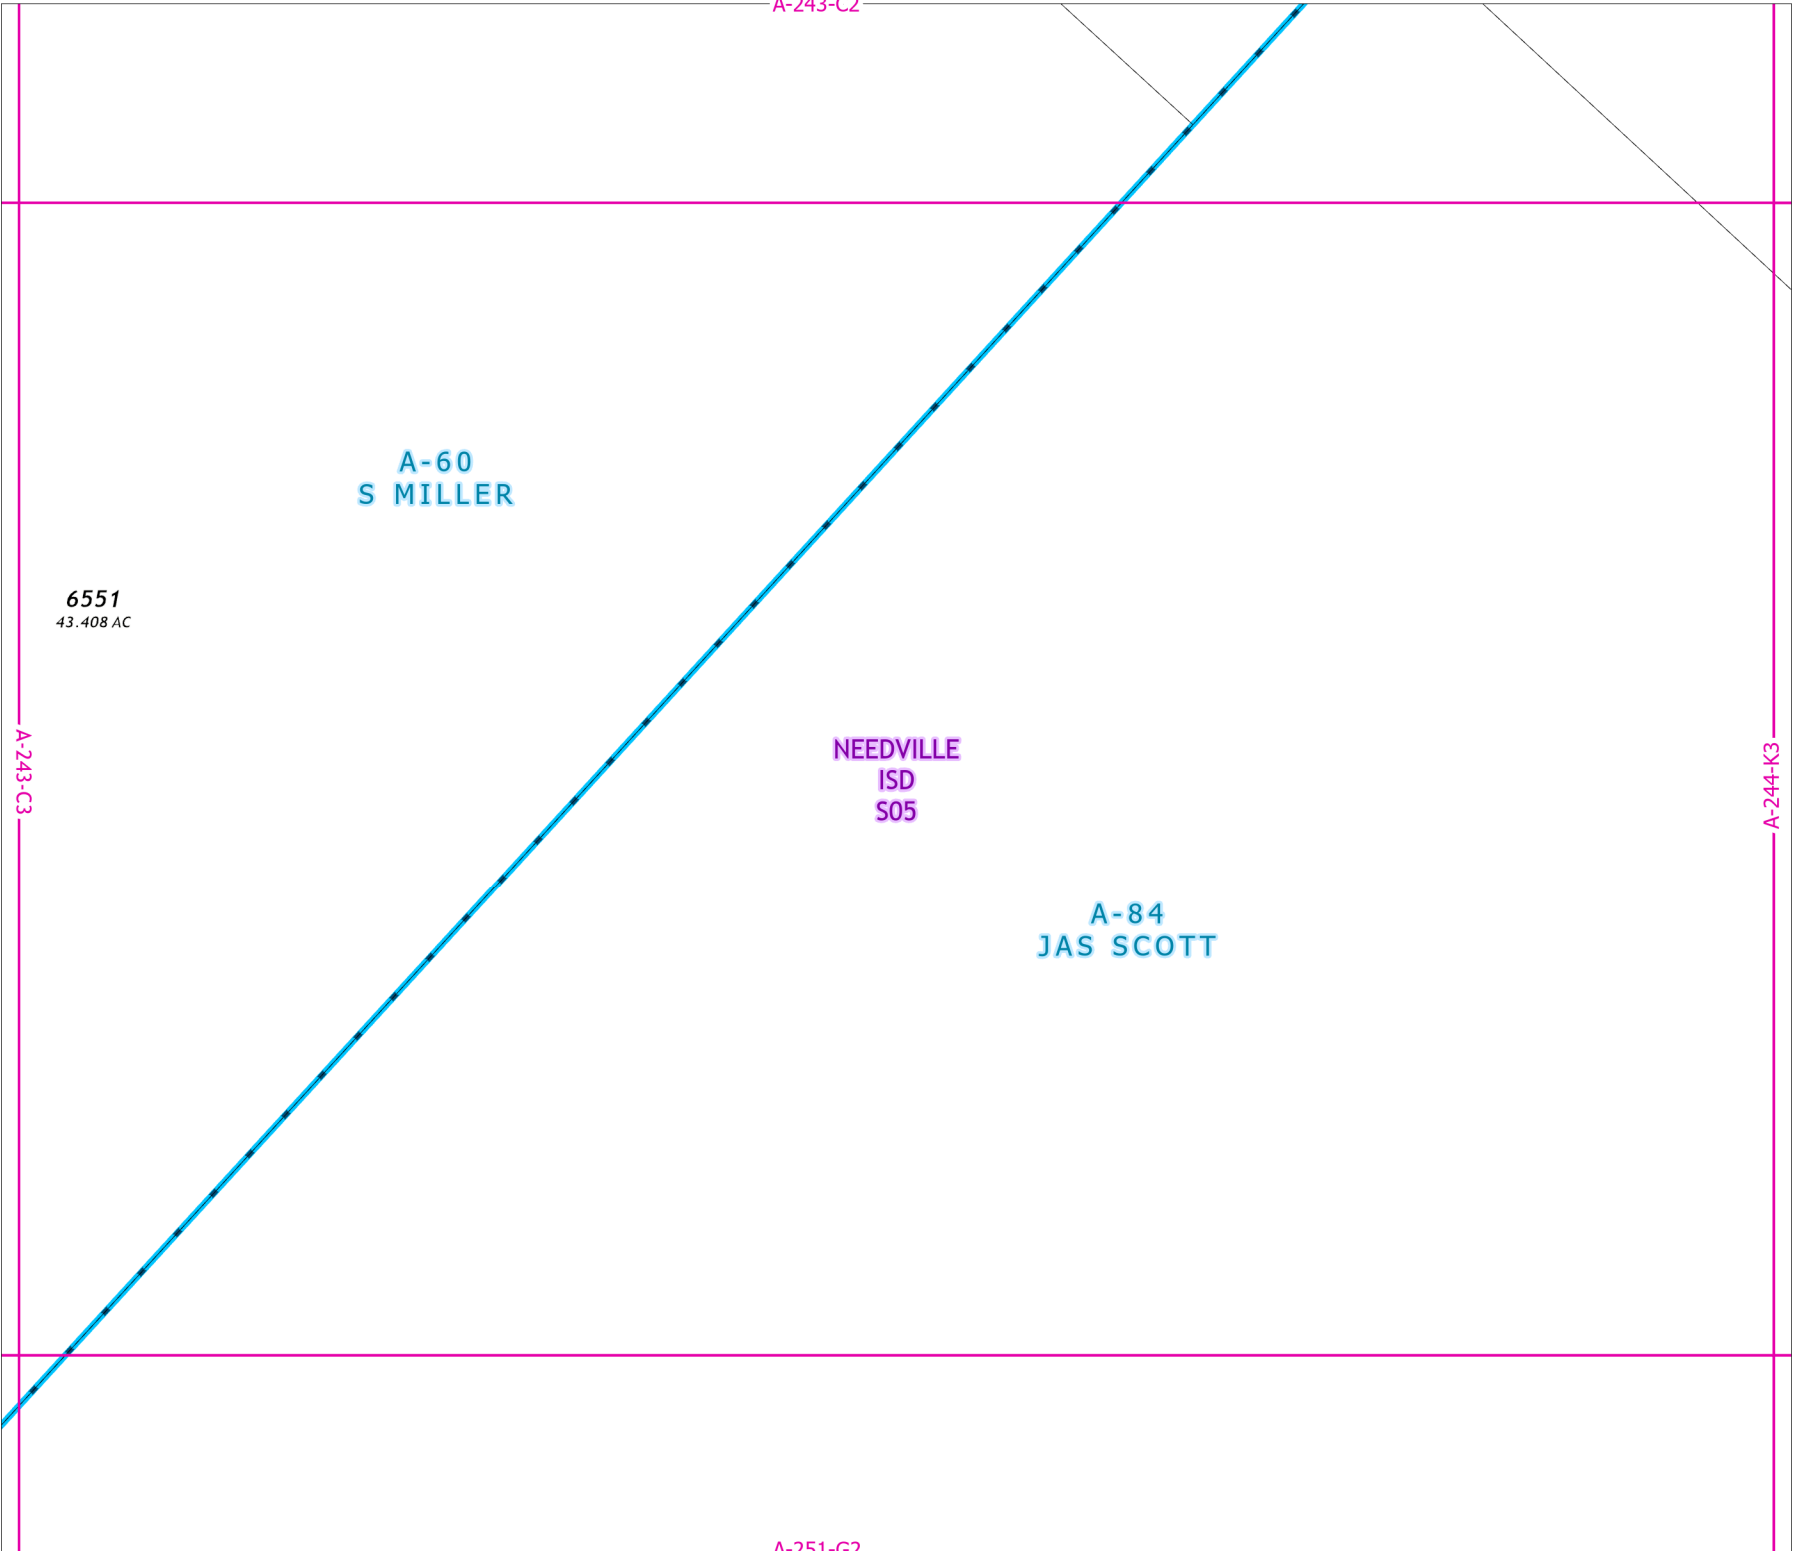 A-243-C2
A-60
S MILLER
6551
43.408 AC
A-243-C3
NEEDVILLE
ISD
S05
A-244-K3
A-84
JAS SCOTT
A-251-G2